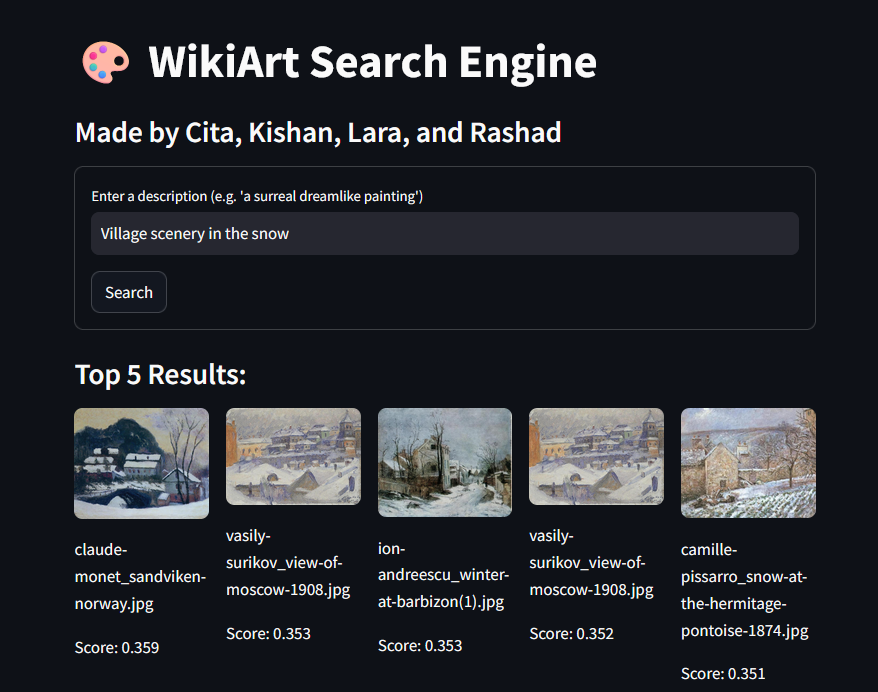 WikiArt Search Engine
Made by Cita, Kishan, Lara, and Rashad
Enter a description (e.g. 'a surreal dreamlike painting')
Village scenery in the snow
Search
Top 5 Results:
claude-
monet_sandviken-
norway.jpg
Score: 0.359
vasily-
surikov_view-of-
moscow-1908.jpg
Score: 0.353
ion-
andreescu_winter-
at-barbizon(1).jpg
Score: 0.353
vasily-
surikov_view-of-
moscow-1908.jpg
Score: 0.352
camille-
pissarro_snow-at-
the-hermitage-
pontoise-1874.jpg
Score: 0.351